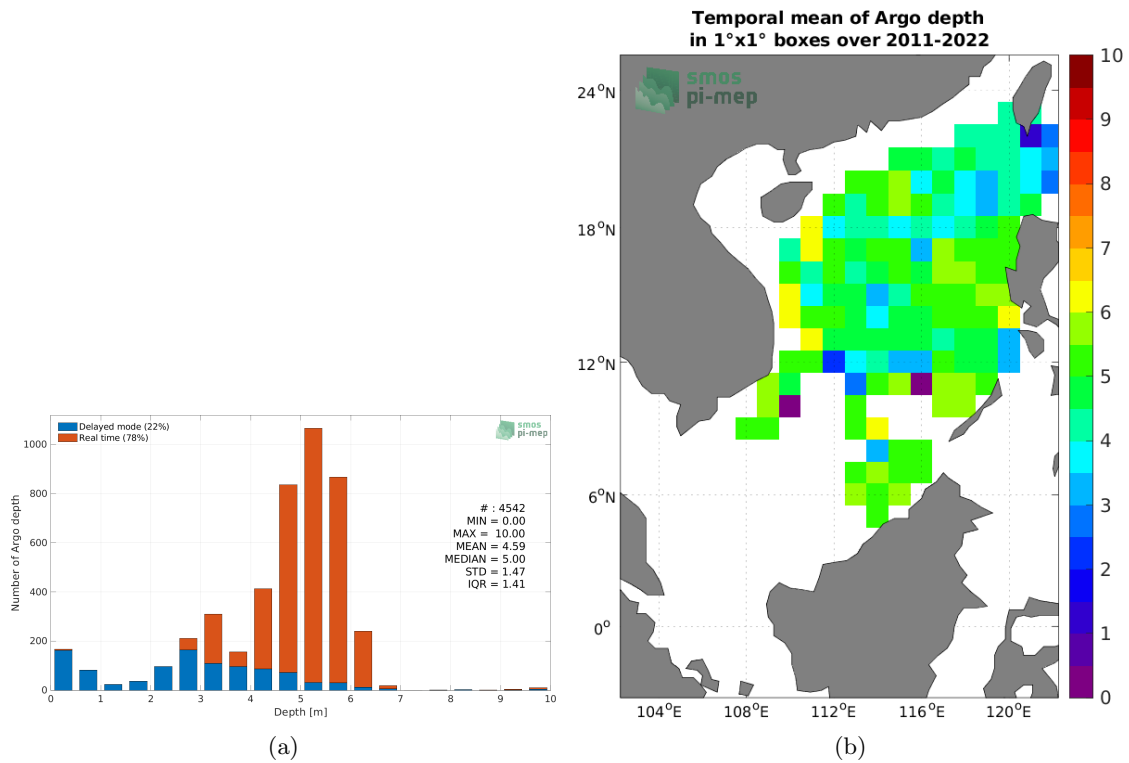 Delayed mode (22%)
Real time (78%)
smos
pi-mep
# : 4542
MIN = 0.00
MAX = 10.00
MEAN = 4.59
MEDIAN = 5.00
STD = 1.47
IQR = 1.41
Number of Argo depth
1000
800
600
400
200
0
0 1 2 3 4 5 6 7 8 9 10
Depth [m]
(a)
Temporal mean of Argo depth
in 1°x1° boxes over 2011-2022
smos
pi-mep
24°N
18°N
12°N
6°N
0°
104°E 108°E 112°E 116°E 120°E
10
9
8
7
6
5
4
3
2
1
0
(b)